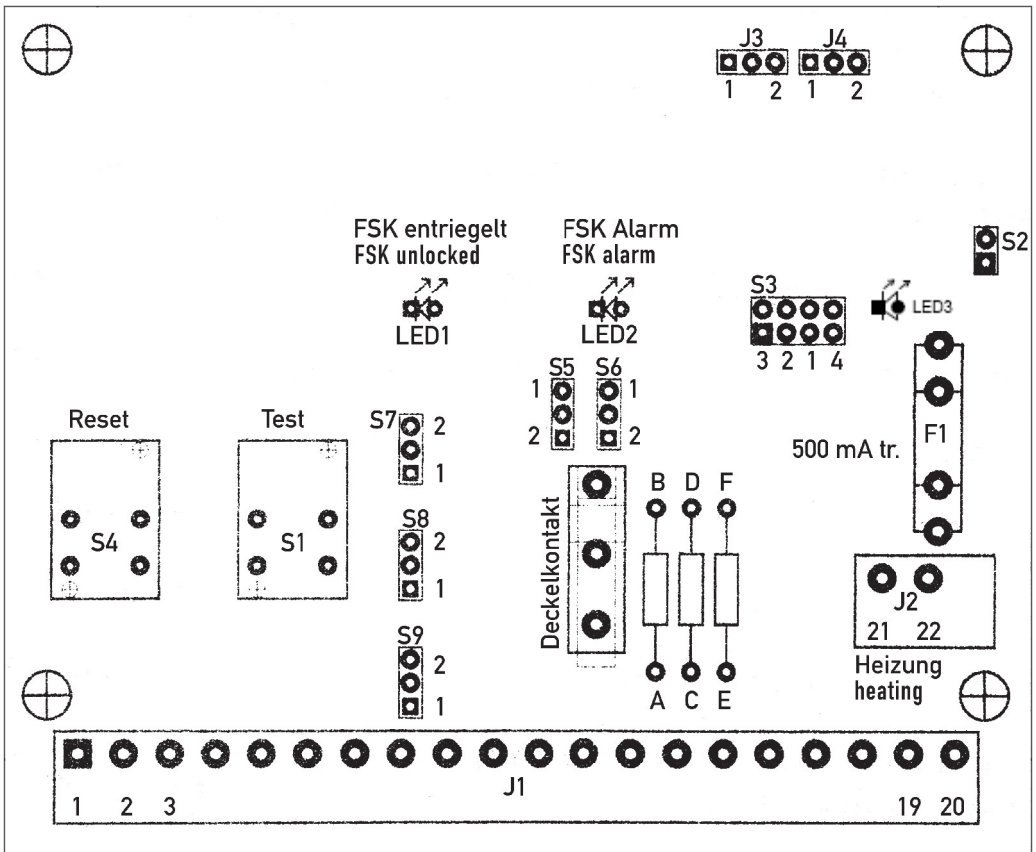 J3 J4
1 2 1 2
FSK entriegelt
FSK unlocked
FSK Alarm
FSK alarm
S2
S3
LED1
LED2
LED3
3 2 1 4
S5 S6
1 1
2 2
Reset
Test
S7
2
1
500 mA tr.
F1
B D F
S4
S1
S8
2
1
Deckelkontakt
J2
21 22
S9
2
1
A C E
Heizung
heating
J1
1 2 3 19 20